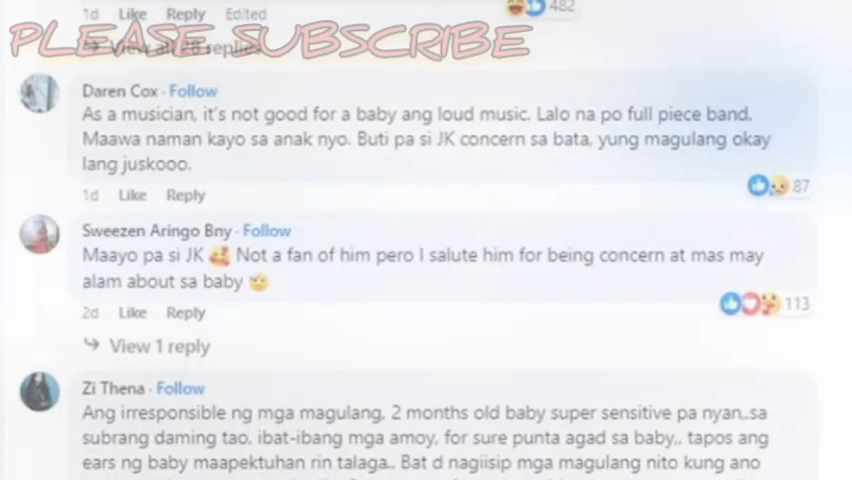 1d Like Reply Edited
482
PLEASE SUBSCRIBE
View all 28 replies
Daren Cox · Follow
As a musician, it's not good for a baby ang loud music. Lalo na po full piece band.
Maawa naman kayo sa anak nyo. Buti pa si JK concern sa bata, yung magulang okay
lang juskooo.
87
1d Like Reply
Sweezen Aringo Bny · Follow
Maayo pa si JK 🥰 Not a fan of him pero I salute him for being concern at mas may
alam about sa baby 🥹
113
2d Like Reply
View 1 reply
Zi Thena · Follow
Ang irresponsible ng mga magulang, 2 months old baby super sensitive pa nyan..sa
subrang daming tao, ibat-ibang mga amoy, for sure punta agad sa baby.. tapos ang
ears ng baby maapektuhan rin talaga.. Bat d nagiisip mga magulang nito kung ano